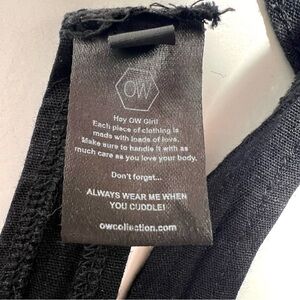 OW
Hey OW Girl!
Each piece of clothing is
made with loads of love.
Make sure to handle it with as
much care as you love your body.
Don't forget...
ALWAYS WEAR ME WHEN
YOU CUDDLE!
owcollection.com